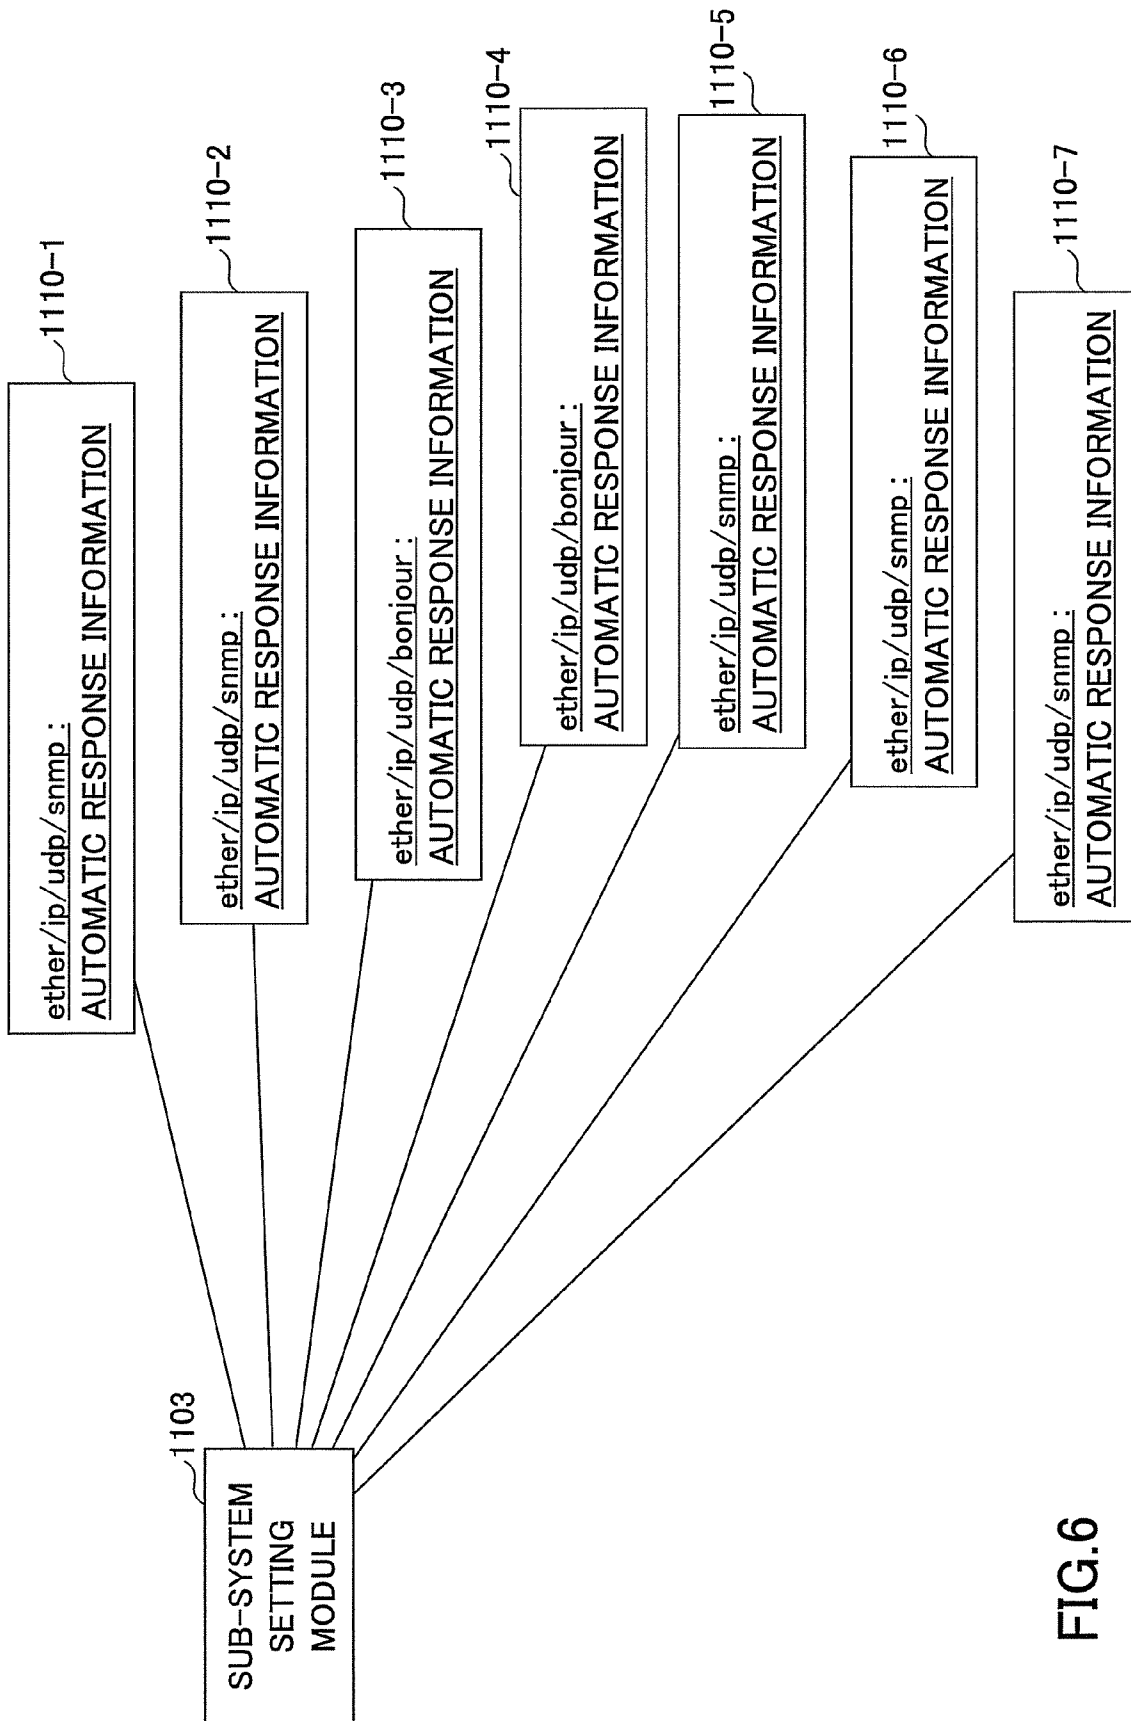 SUB-SYSTEM
SETTING
MODULE
1103
ether/ip/udp/snmp :
AUTOMATIC RESPONSE INFORMATION
1110-1
ether/ip/udp/snmp :
AUTOMATIC RESPONSE INFORMATION
1110-2
ether/ip/udp/bonjour :
AUTOMATIC RESPONSE INFORMATION
1110-3
ether/ip/udp/bonjour :
AUTOMATIC RESPONSE INFORMATION
1110-4
ether/ip/udp/snmp :
AUTOMATIC RESPONSE INFORMATION
1110-5
ether/ip/udp/snmp :
AUTOMATIC RESPONSE INFORMATION
1110-6
ether/ip/udp/snmp :
AUTOMATIC RESPONSE INFORMATION
1110-7
FIG.6